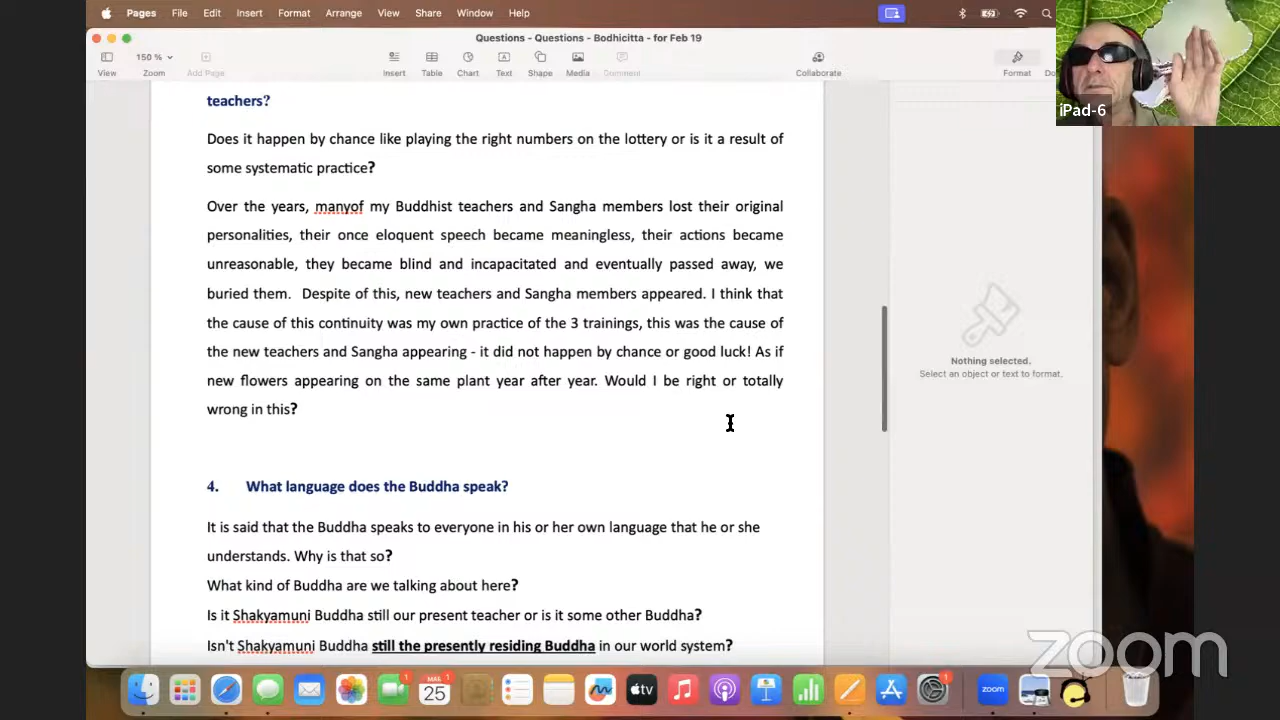 Pages File Edit Insert Format Arrange View Share Window Help
Questions - Questions - Bodhicitta - for Feb 19
150 %
View Zoom Add Page Insert Table Chart Text Shape Media Comment Collaborate Format
iPad-6
teachers?
Does it happen by chance like playing the right numbers on the lottery or is it a result of
some systematic practice?
Over the years, manyof my Buddhist teachers and Sangha members lost their original
personalities, their once eloquent speech became meaningless, their actions became
unreasonable, they became blind and incapacitated and eventually passed away, we
buried them. Despite of this, new teachers and Sangha members appeared. I think that
the cause of this continuity was my own practice of the 3 trainings, this was the cause of
the new teachers and Sangha appearing - it did not happen by chance or good luck! As if
new flowers appearing on the same plant year after year. Would I be right or totally
wrong in this?
Nothing selected.
Select an object or text to format.
4. What language does the Buddha speak?
It is said that the Buddha speaks to everyone in his or her own language that he or she
understands. Why is that so?
What kind of Buddha are we talking about here?
Is it Shakyamuni Buddha still our present teacher or is it some other Buddha?
Isn't Shakyamuni Buddha still the presently residing Buddha in our world system?
zoom
MAR
25
1
tv
1
zoom